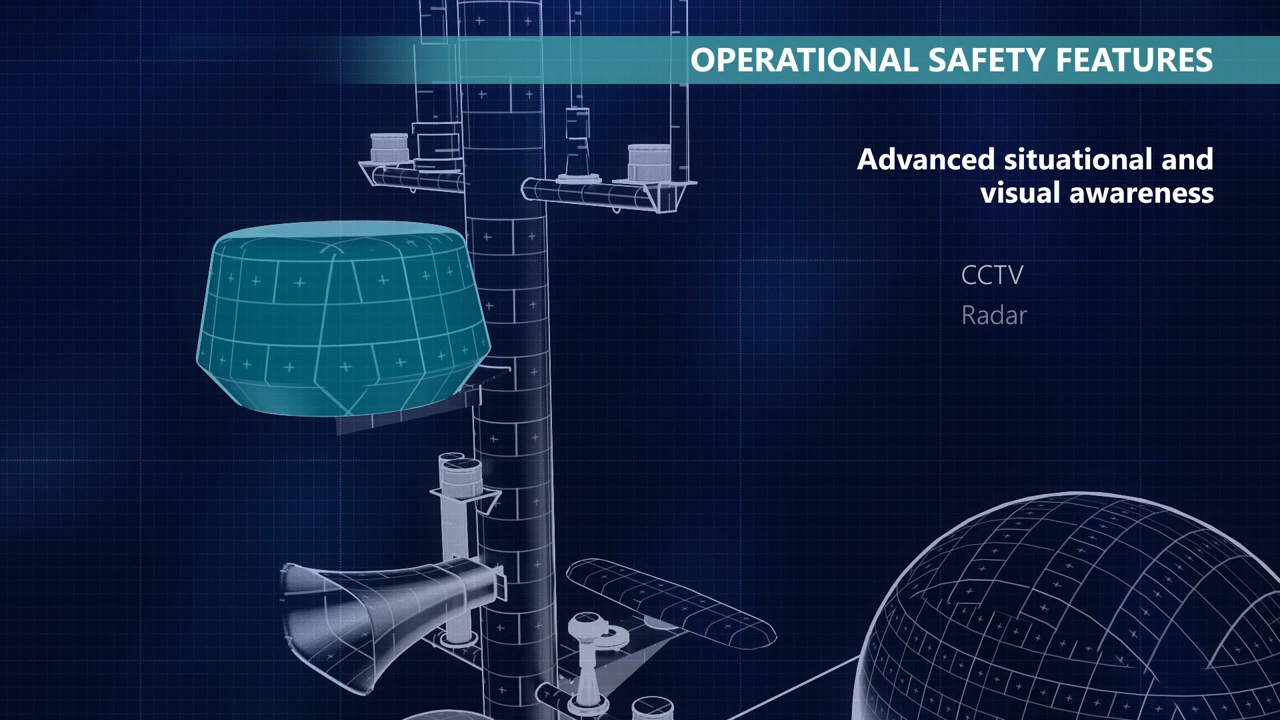 OPERATIONAL SAFETY FEATURES
Advanced situational and
visual awareness
CCTV
Radar